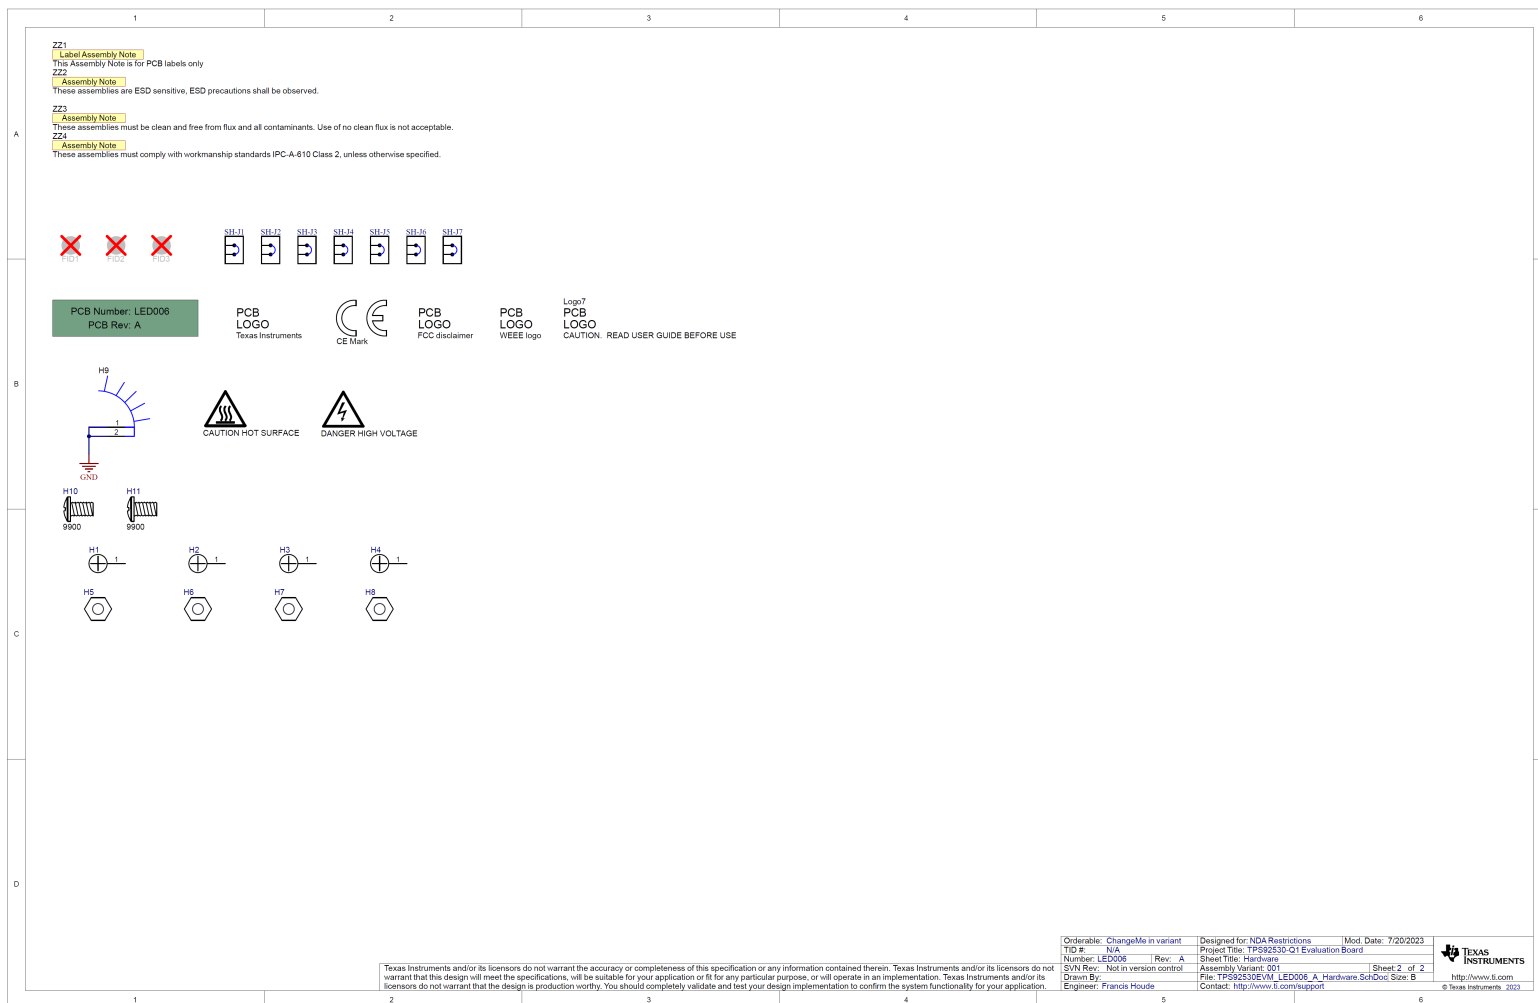 1 2 3 4 5 6
ZZ1
Label Assembly Note
This Assembly Note is for PCB labels only
ZZ2
Assembly Note
These assemblies are ESD sensitive, ESD precautions shall be observed.
ZZ3
Assembly Note
These assemblies must be clean and free from flux and all contaminants. Use of no clean flux is not acceptable.
ZZ4
Assembly Note
These assemblies must comply with workmanship standards IPC-A-610 Class 2, unless otherwise specified.
A
SH-J1 SH-J2 SH-J3 SH-J4 SH-J5 SH-J6 SH-J7
FID1 FID2 FID3
PCB Number: LED006
PCB Rev: A
PCB
LOGO
Texas Instruments
CE Mark
PCB
LOGO
FCC disclaimer
PCB
LOGO
WEEE logo
Logo7
PCB
LOGO
CAUTION. READ USER GUIDE BEFORE USE
B
H9
1
2
GND
CAUTION HOT SURFACE
DANGER HIGH VOLTAGE
H10 H11
9900 9900
H1 H2 H3 H4
1 1 1 1
H5 H6 H7 H8
C
D
Texas Instruments and/or its licensors do not warrant the accuracy or completeness of this specification or any information contained therein. Texas Instruments and/or its licensors do not
warrant that this design will meet the specifications, will be suitable for your application or fit for any particular purpose, or will operate in an implementation. Texas Instruments and/or its
licensors do not warrant that the design is production worthy. You should completely validate and test your design implementation to confirm the system functionality for your application.
Orderable: ChangeMe in variant Designed for: NDA Restrictions Mod. Date: 7/20/2023
TID #: N/A Project Title: TPS92530-Q1 Evaluation Board
Number: LED006 Rev: A Sheet Title: Hardware
SVN Rev: Not in version control Assembly Variant: 001 Sheet: 2 of 2
Drawn By: File: TPS92530EVM_LED006_A_Hardware.SchDoc Size: B
Engineer: Francis Houde Contact: http://www.ti.com/support
TEXAS
INSTRUMENTS
http://www.ti.com
© Texas Instruments 2023
1 2 3 4 5 6